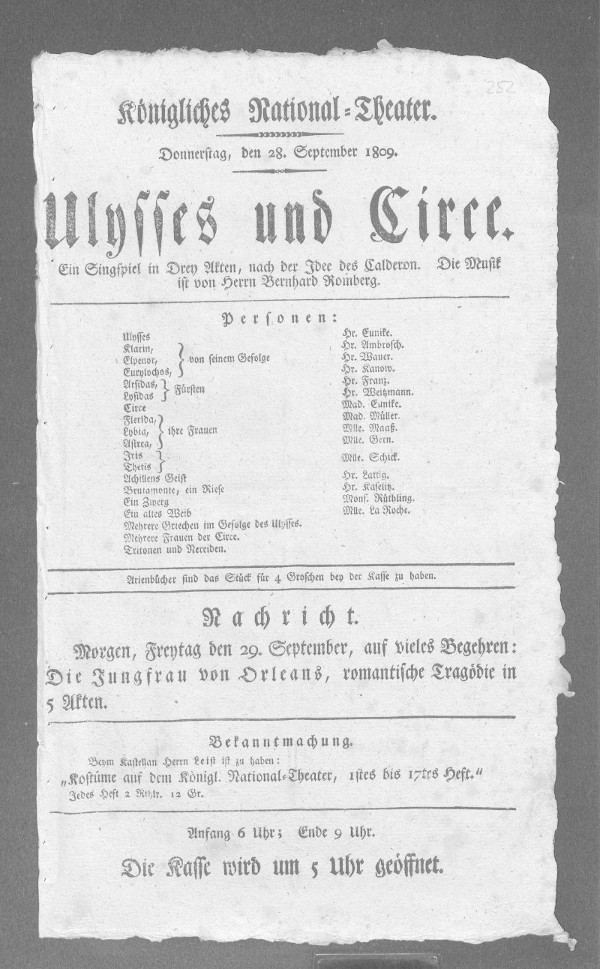 252
Königliches National-Theater.
Donnerstag, den 28. September 1809.
Ulysses und Circe.
Ein Singspiel in Drey Akten, nach der Idee des Calderon. Die Musik
ist von Herrn Bernhard Romberg.
Personen:
Ulysses Hr. Eunike.
Klarin, Hr. Ambrosch.
Elpenor, von seinem Gefolge Hr. Wauer.
Eurylochos, Hr. Kanow.
Arsidas, Hr. Franz.
Lysidas Fürsten Hr. Weitzmann.
Circe Mad. Eunike.
Flerida, Mad. Müller.
Lybia, ihre Frauen Mlle. Maaß.
Astrea, Mlle. Gern.
Iris
Thetis Mlle. Schick.
Achillens Geist Hr. Lattig.
Brutamonte, ein Riese Hr. Kaselitz.
Ein Zwerg Mons. Rüthling.
Ein altes Weib Mlle. La Roche.
Mehrere Griechen im Gefolge des Ulysses.
Mehrere Frauen der Circe.
Tritonen und Nereiden.
Arienbücher sind das Stück für 4 Groschen bey der Kasse zu haben.
Nachricht.
Morgen, Freytag den 29. September, auf vieles Begehren:
Die Jungfrau von Orleans, romantische Tragödie in
5 Akten.
Bekanntmachung.
Beym Kastellan Herrn Leist ist zu haben:
„Kostüme auf dem Königl. National-Theater, 1stes bis 17tes Heft.“
Jedes Heft 2 Rthlr. 12 Gr.
Anfang 6 Uhr; Ende 9 Uhr.
Die Kasse wird um 5 Uhr geöffnet.